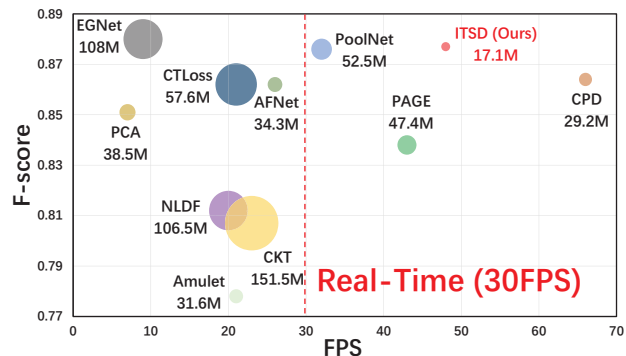 0.89
0.87
0.85
0.83
0.81
0.79
0.77
F-score
EGNet
108M
CTLoss
57.6M
AFNet
34.3M
PCA
38.5M
PoolNet
52.5M
ITSD (Ours)
17.1M
PAGE
47.4M
CPD
29.2M
NLDF
106.5M
CKT
151.5M
Amulet
31.6M
Real-Time (30FPS)
0 10 20 30 40 50 60 70
FPS